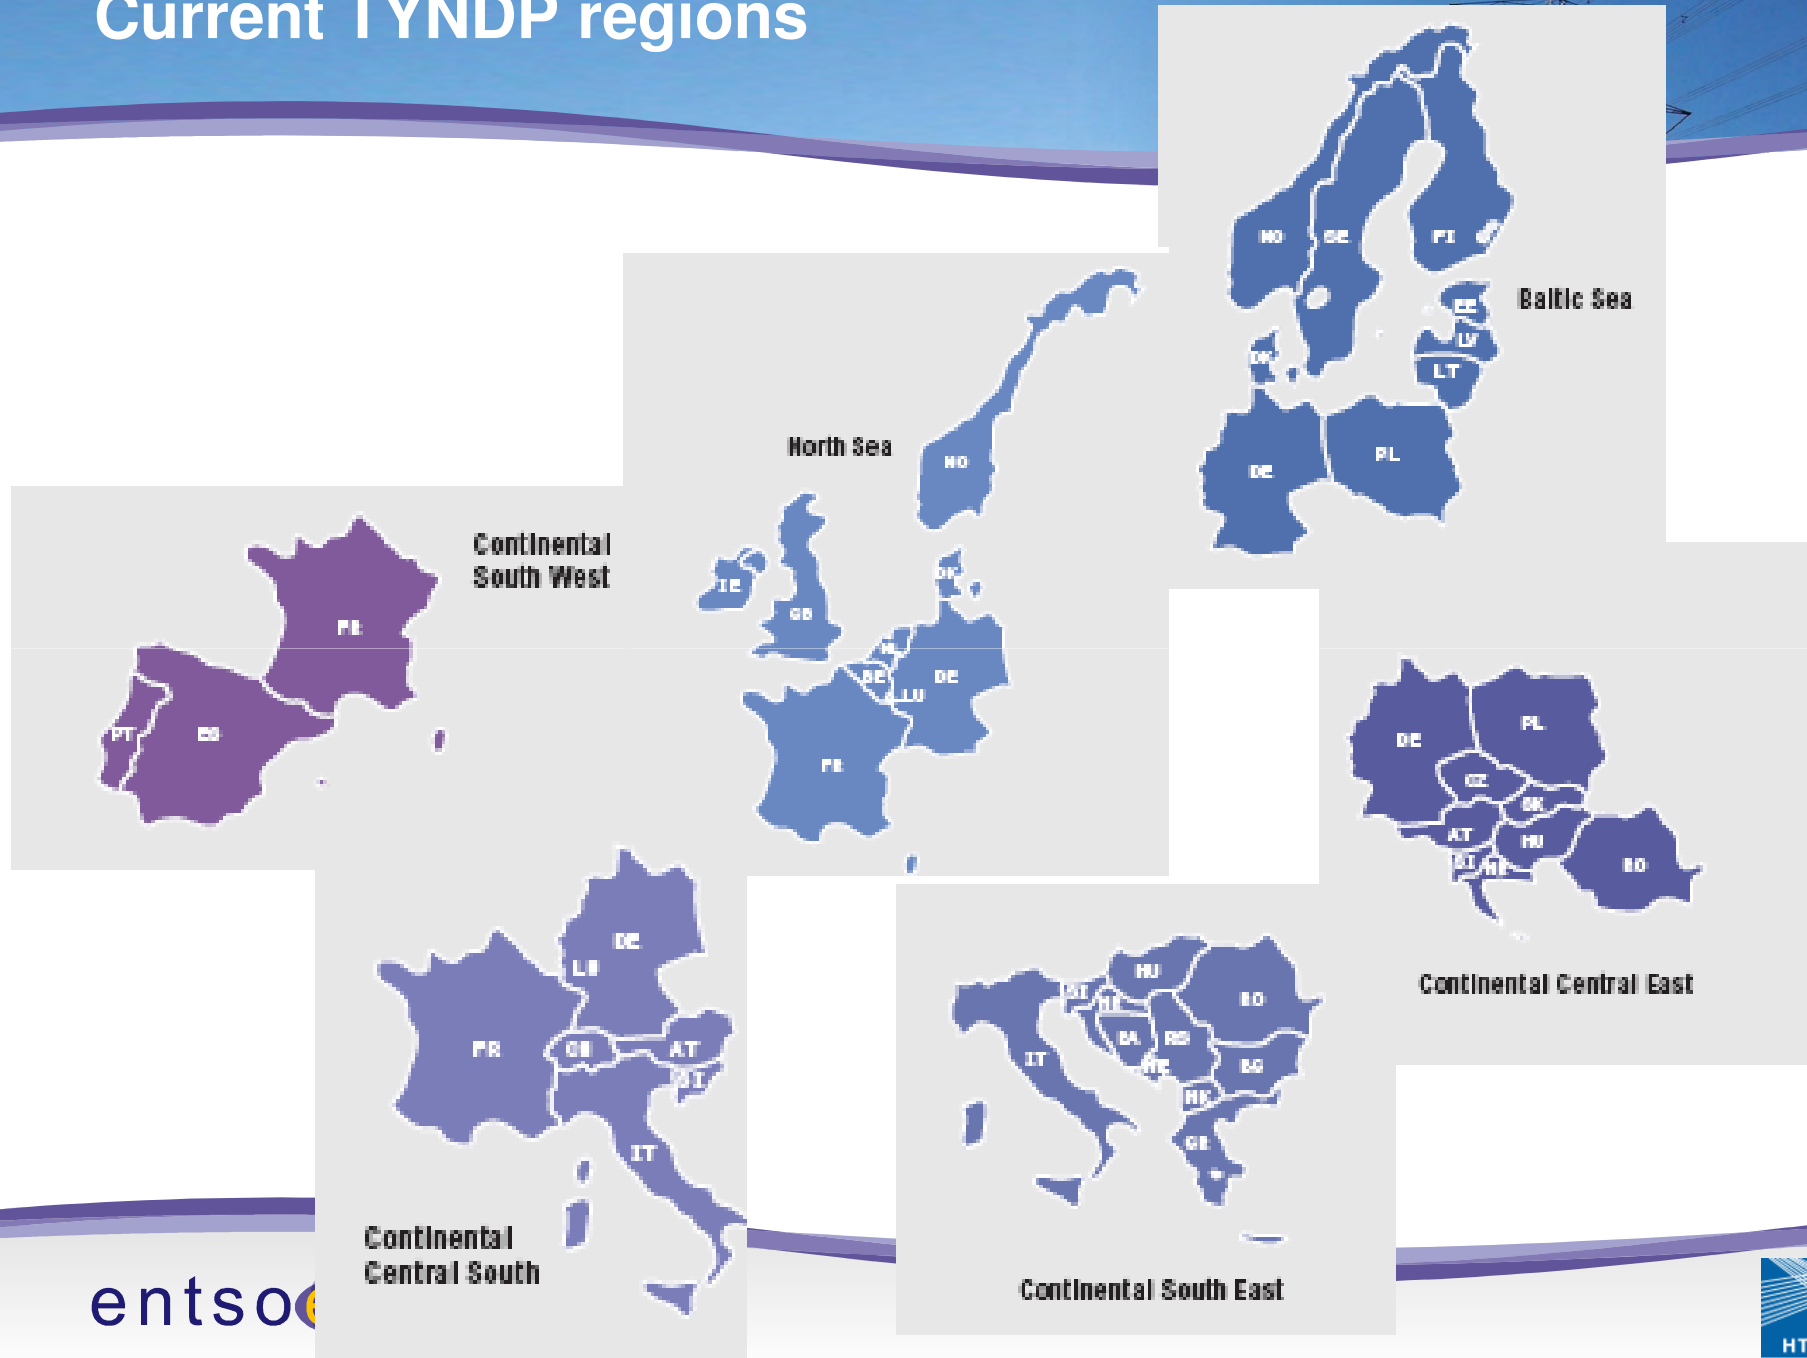 Current TYNDP regions
NO
SE
FI
Baltic Sea
EE
LV
LT
DK
DE
PL
North Sea
NO
IE
GB
DK
NL
BE
DE
LU
FR
Continental
South West
FR
PT
ES
DE
PL
CZ
SK
AT
HU
SI
HR
RO
Continental Central East
DE
LU
FR
CH
AT
SI
IT
Continental
Central South
HU
SI
RO
IT
BA
RS
ME
BG
MK
GR
Continental South East
entsoe
HT